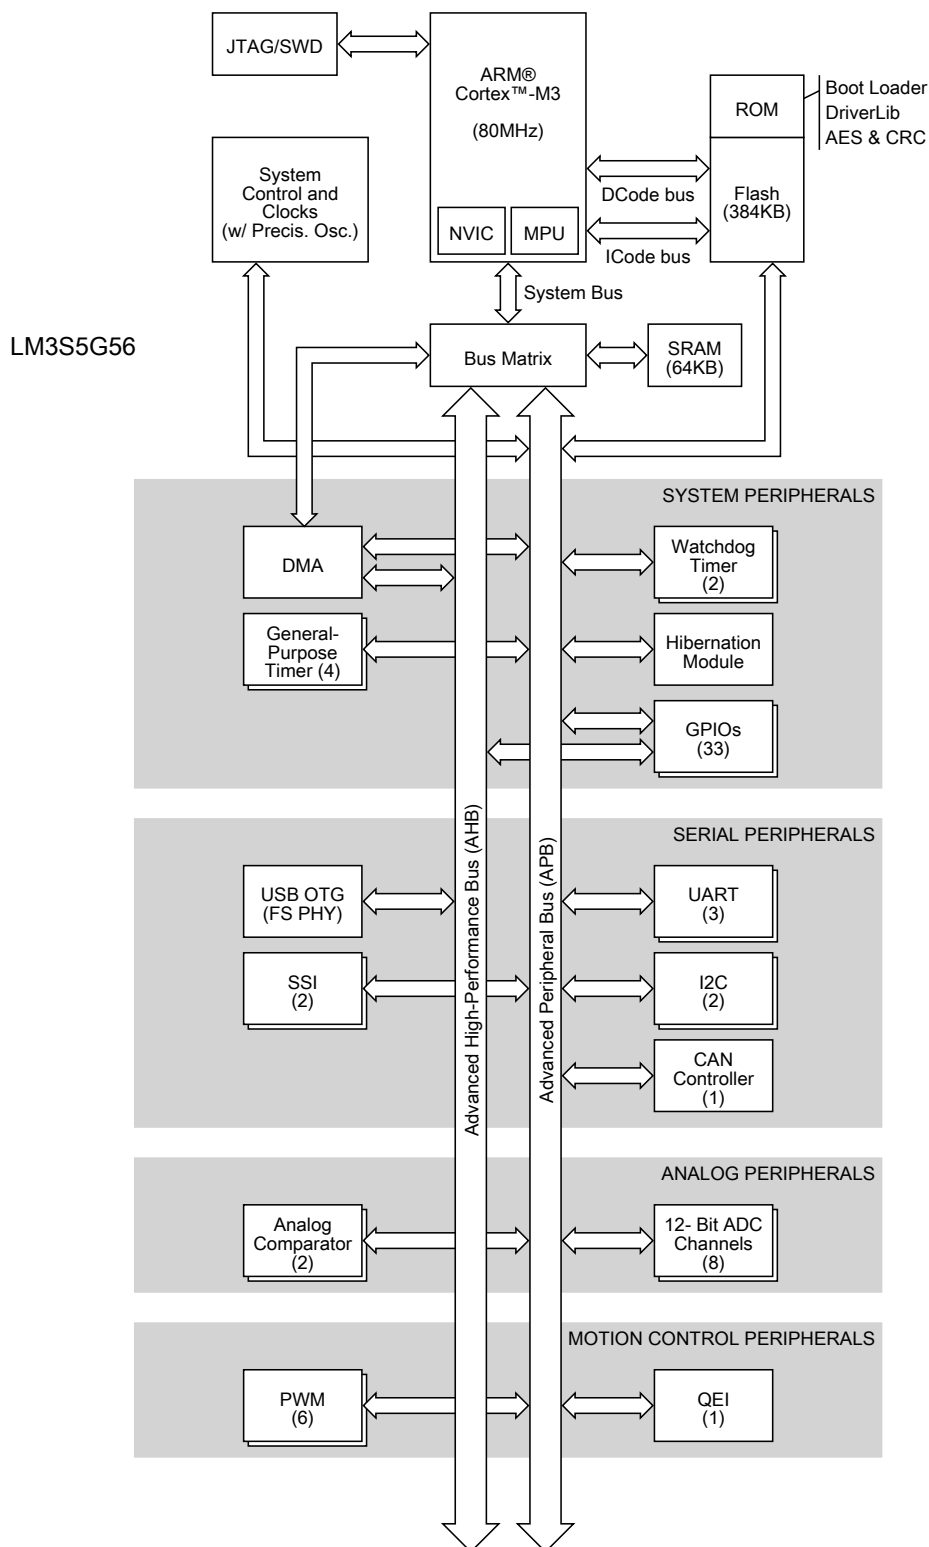 JTAG/SWD
ARM®
Cortex™-M3
(80MHz)
NVIC
MPU
ROM
Boot Loader
DriverLib
AES & CRC
Flash
(384KB)
DCode bus
ICode bus
System
Control and
Clocks
(w/ Precis. Osc.)
System Bus
LM3S5G56
Bus Matrix
SRAM
(64KB)
SYSTEM PERIPHERALS
DMA
Watchdog
Timer
(2)
General-
Purpose
Timer (4)
Hibernation
Module
GPIOs
(33)
Advanced High-Performance Bus (AHB)
Advanced Peripheral Bus (APB)
SERIAL PERIPHERALS
USB OTG
(FS PHY)
UART
(3)
SSI
(2)
I2C
(2)
CAN
Controller
(1)
ANALOG PERIPHERALS
Analog
Comparator
(2)
12- Bit ADC
Channels
(8)
MOTION CONTROL PERIPHERALS
PWM
(6)
QEI
(1)